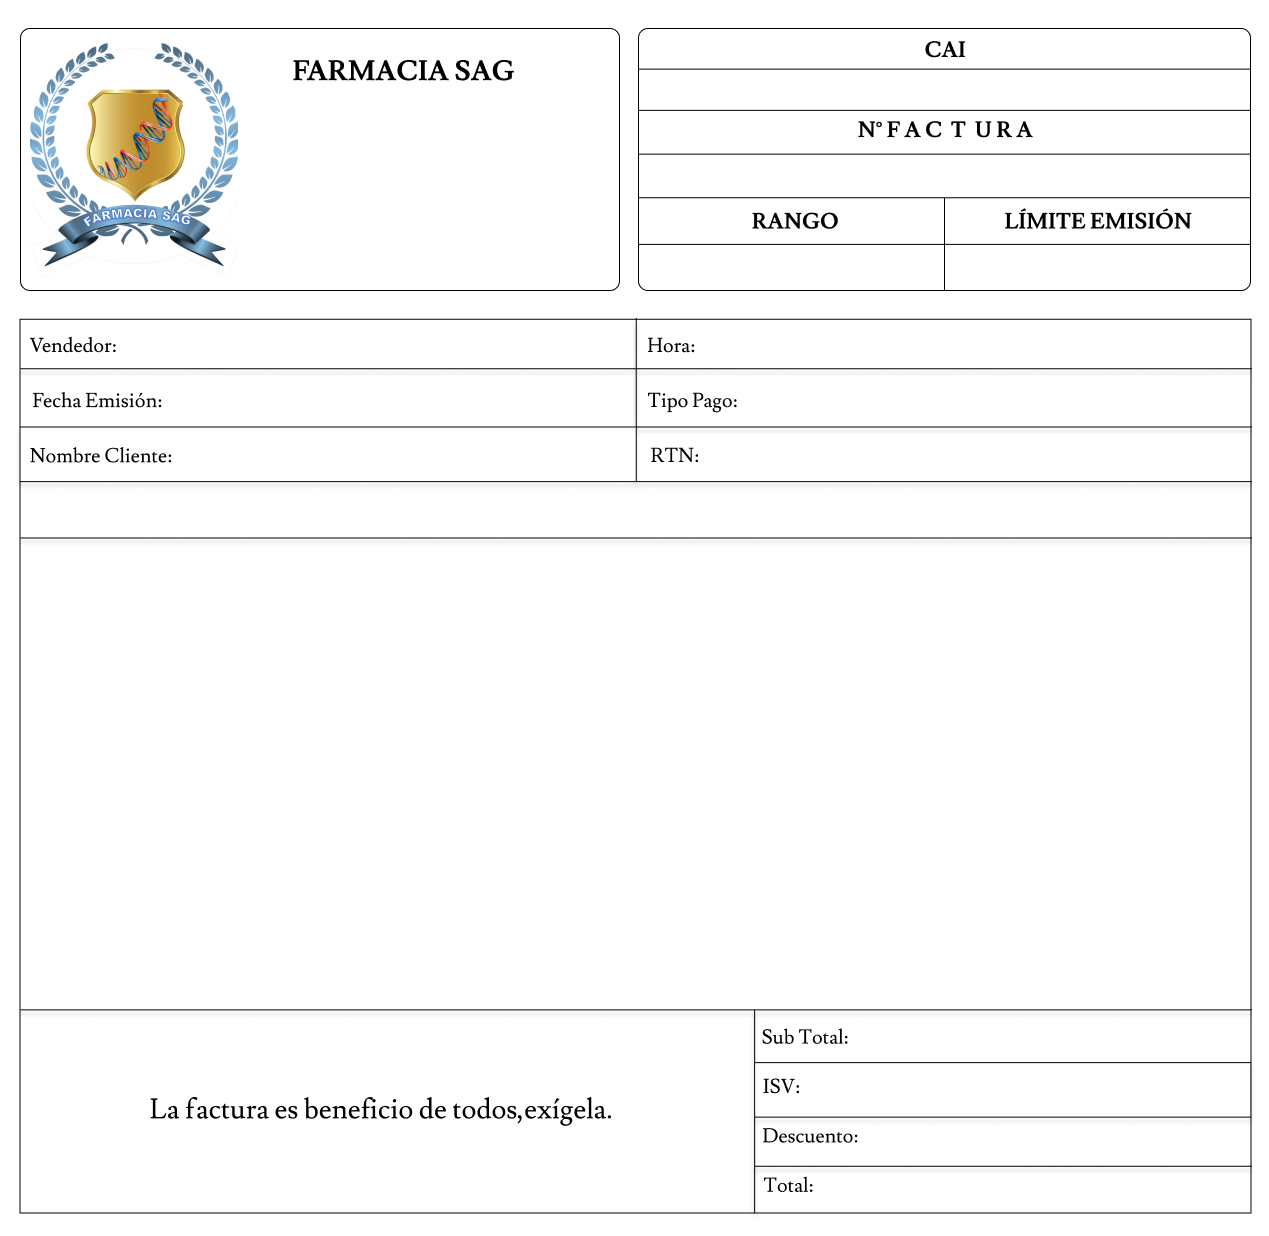 FARMACIA SAG
FARMACIA SAG
CAI
N° F A C T U R A
RANGO
LÍMITE EMISIÓN
Vendedor:
Hora:
Fecha Emisión:
Tipo Pago:
Nombre Cliente:
RTN:
La factura es beneficio de todos,exígela.
Sub Total:
ISV:
Descuento:
Total: